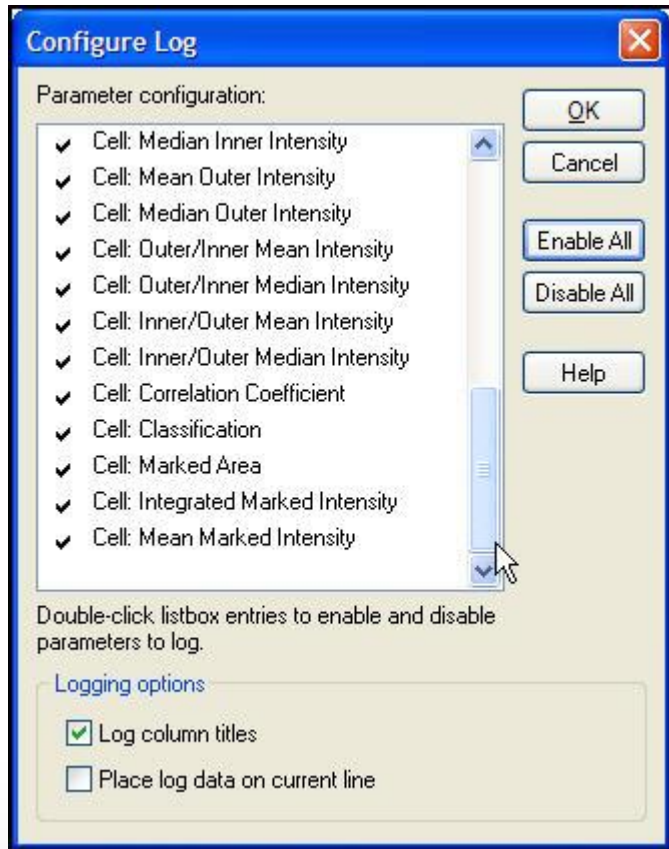 Configure Log
Parameter configuration:
Cell: Median Inner Intensity
Cell: Mean Outer Intensity
Cell: Median Outer Intensity
Cell: Outer/Inner Mean Intensity
Cell: Outer/Inner Median Intensity
Cell: Inner/Outer Mean Intensity
Cell: Inner/Outer Median Intensity
Cell: Correlation Coefficient
Cell: Classification
Cell: Marked Area
Cell: Integrated Marked Intensity
Cell: Mean Marked Intensity
OK
Cancel
Enable All
Disable All
Help
Double-click listbox entries to enable and disable
parameters to log.
Logging options
Log column titles
Place log data on current line